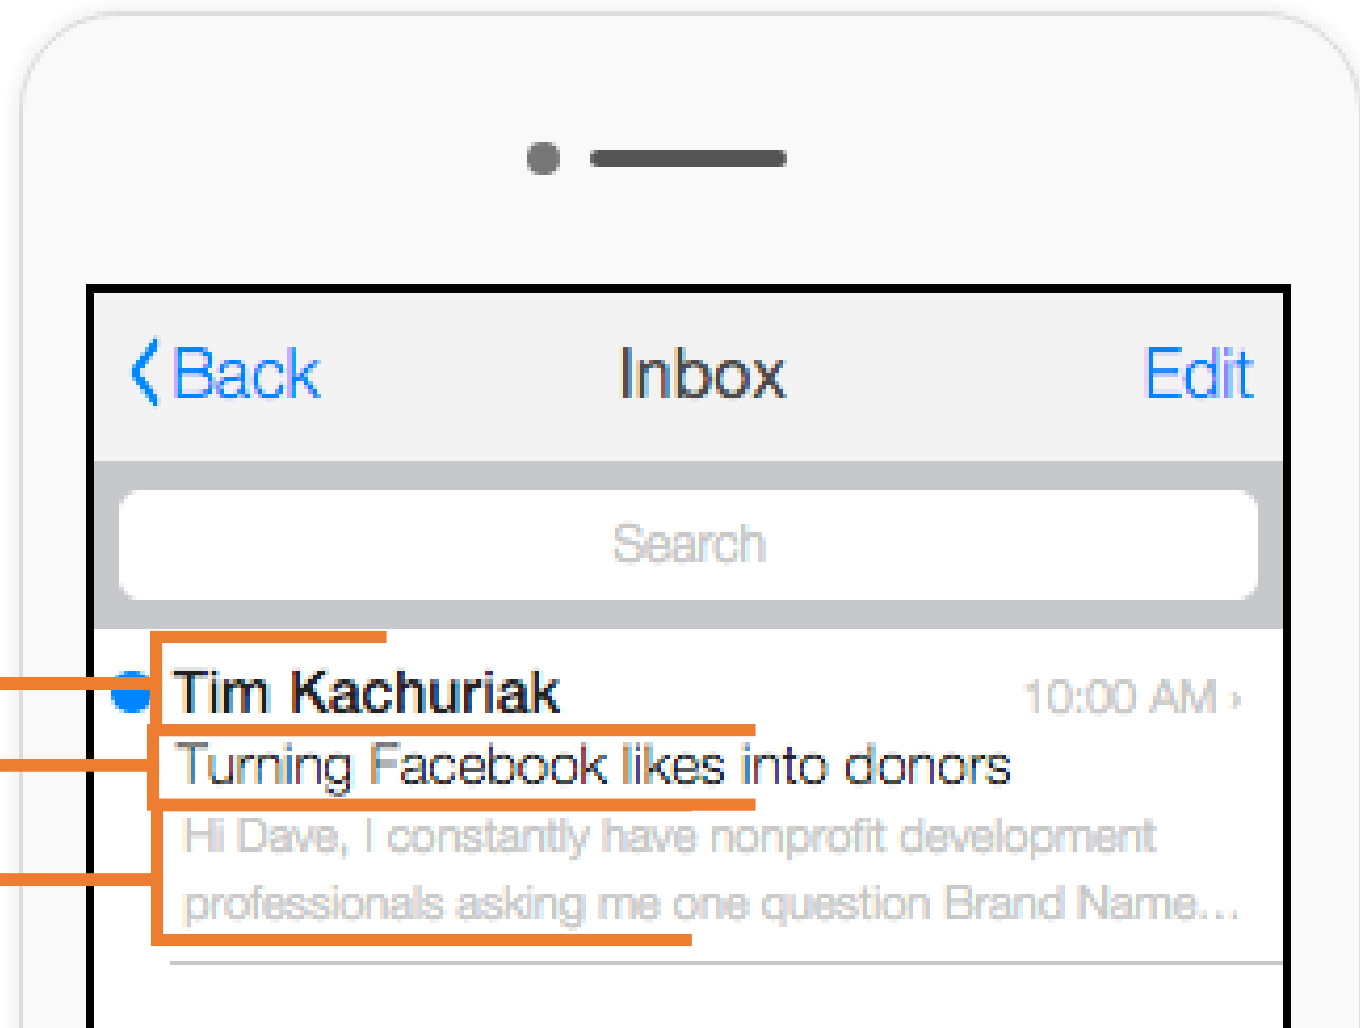 Back Inbox Edit
Search
Tim Kachuriak 10:00 AM ›
Turning Facebook likes into donors
Hi Dave, I constantly have nonprofit development
professionals asking me one question Brand Name...